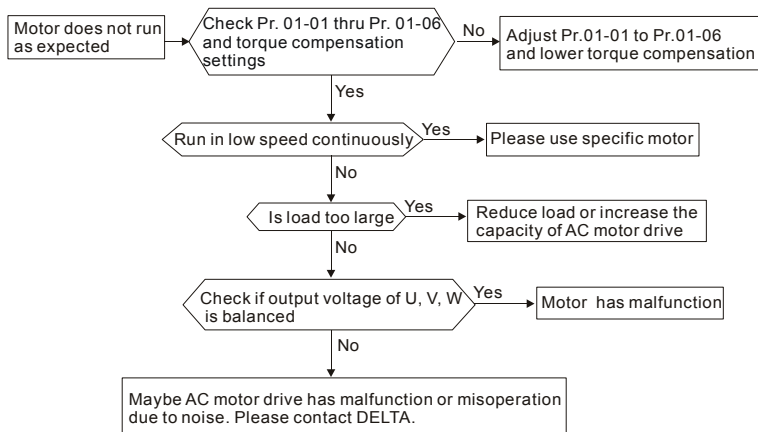 Motor does not run
as expected
Check Pr. 01-01 thru Pr. 01-06
and torque compensation
settings
No
Adjust Pr.01-01 to Pr.01-06
and lower torque compensation
Yes
Run in low speed continuously
Yes
Please use specific motor
No
Is load too large
Yes
Reduce load or increase the
capacity of AC motor drive
No
Check if output voltage of U, V, W
is balanced
Yes
Motor has malfunction
No
Maybe AC motor drive has malfunction or misoperation
due to noise. Please contact DELTA.